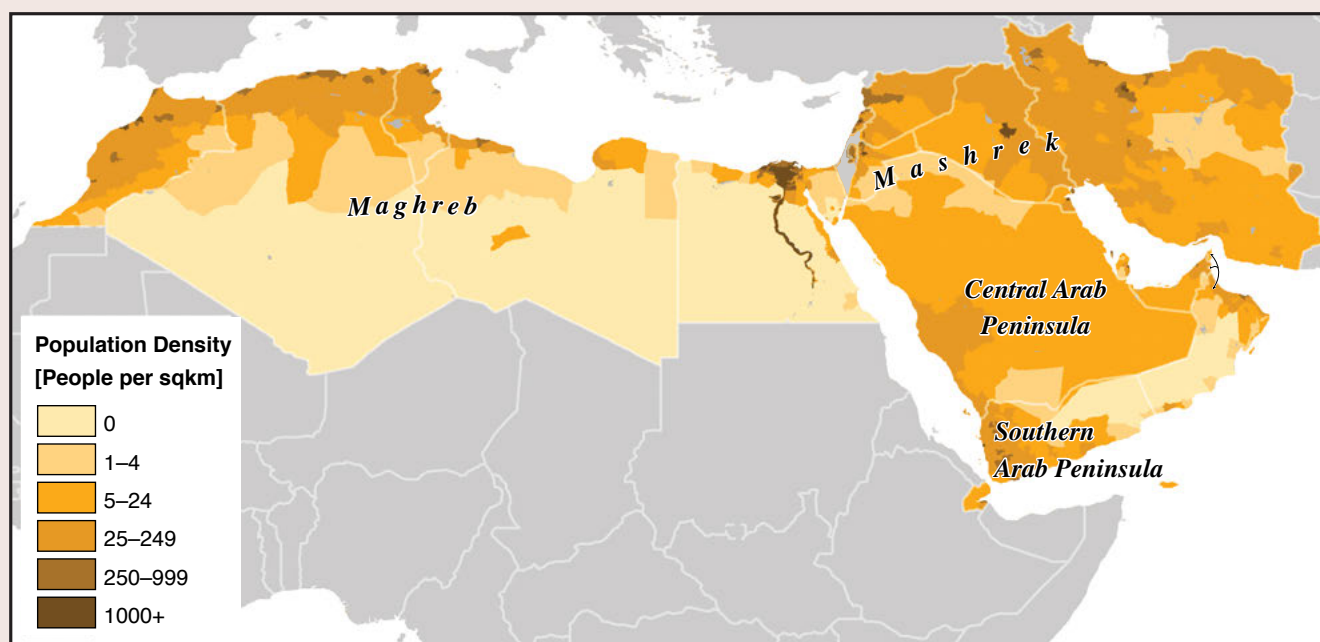 Maghreb
Mashrek
Central Arab
Peninsula
Southern
Arab Peninsula
Population Density
[People per sqkm]
0
1–4
5–24
25–249
250–999
1000+